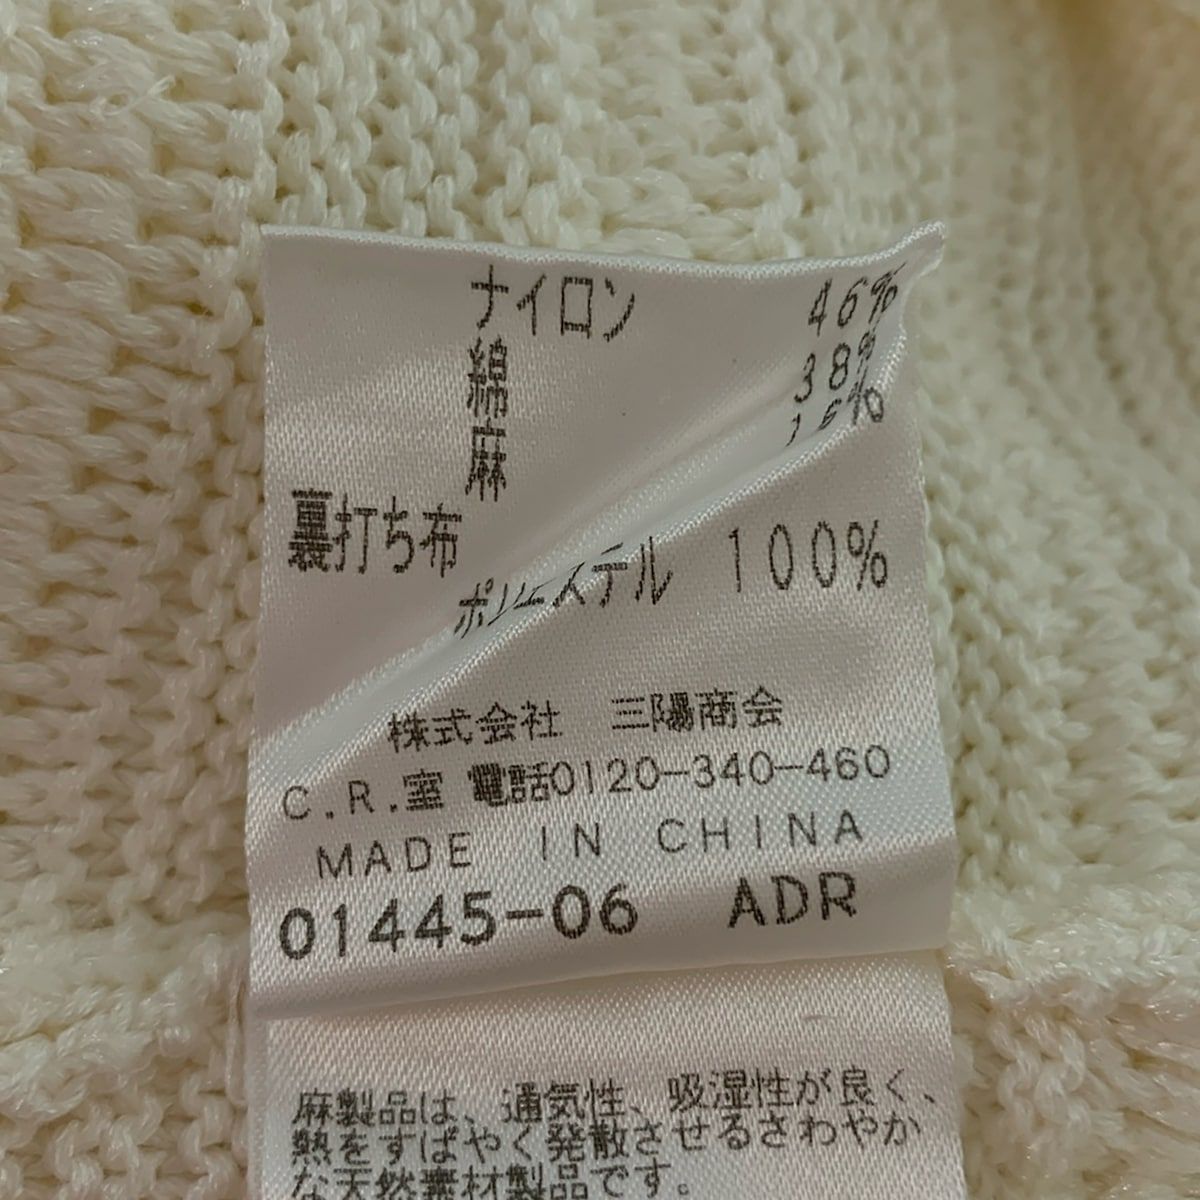 ナイロン 46%
綿 38%
麻 16%
裏打ち布
ポリエステル 100%
株式会社 三陽商会
C.R.室 電話0120-340-460
MADE IN CHINA
01445-06 ADR
麻製品は、通気性、吸湿性が良く、
熱をすばやく発散させるさわやか
な天然素材製品です。